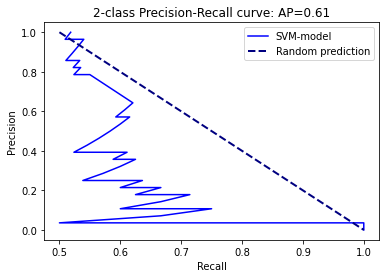 2-class Precision-Recall curve: AP=0.61
SVM-model
Random prediction
Precision
1.0
0.8
0.6
0.4
0.2
0.0
0.5
0.6
0.7
0.8
0.9
1.0
Recall